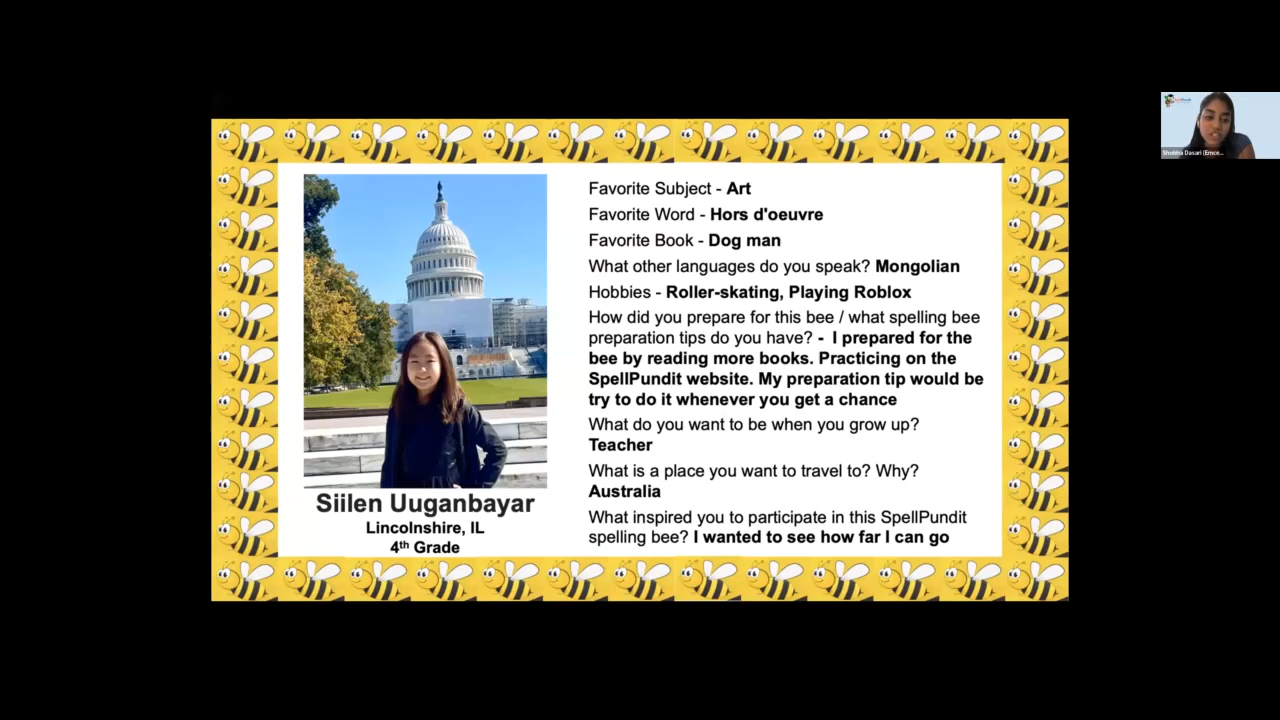 Favorite Subject - Art
Favorite Word - Hors d'oeuvre
Favorite Book - Dog man
What other languages do you speak? Mongolian
Hobbies - Roller-skating, Playing Roblox
How did you prepare for this bee / what spelling bee
preparation tips do you have? - I prepared for the
bee by reading more books. Practicing on the
SpellPundit website. My preparation tip would be
try to do it whenever you get a chance
What do you want to be when you grow up?
Teacher
What is a place you want to travel to? Why?
Australia
What inspired you to participate in this SpellPundit
spelling bee? I wanted to see how far I can go
Siilen Uuganbayar
Lincolnshire, IL
4th Grade
Shobha Dasari (Emce...